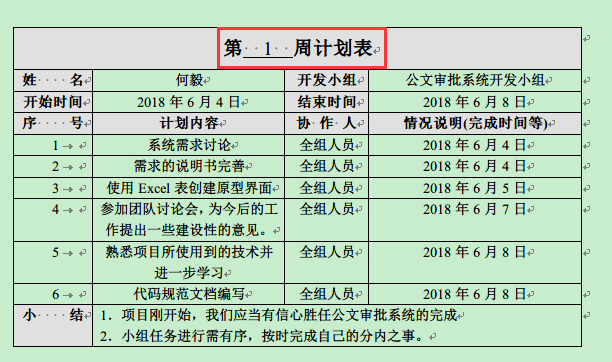 第 1 周计划表
姓 名 何毅 开发小组 公文审批系统开发小组
开始时间 2018 年 6 月 4 日 结束时间 2018 年 6 月 8 日
序 号 计划内容 协 作 人 情况说明(完成时间等)
1 系统需求讨论 全组人员 2018 年 6 月 4 日
2 需求的说明书完善 全组人员 2018 年 6 月 4 日
3 使用 Excel 表创建原型界面 全组人员 2018 年 6 月 5 日
4 参加团队讨论会，为今后的工 全组人员 2018 年 6 月 7 日
作提出一些建设性的意见。
5 熟悉项目所使用到的技术并 全组人员 2018 年 6 月 8 日
进一步学习
6 代码规范文档编写 全组人员 2018 年 6 月 8 日
小 结 1．项目刚开始，我们应当有信心胜任公文审批系统的完成
2．小组任务进行需有序，按时完成自己的分内之事。